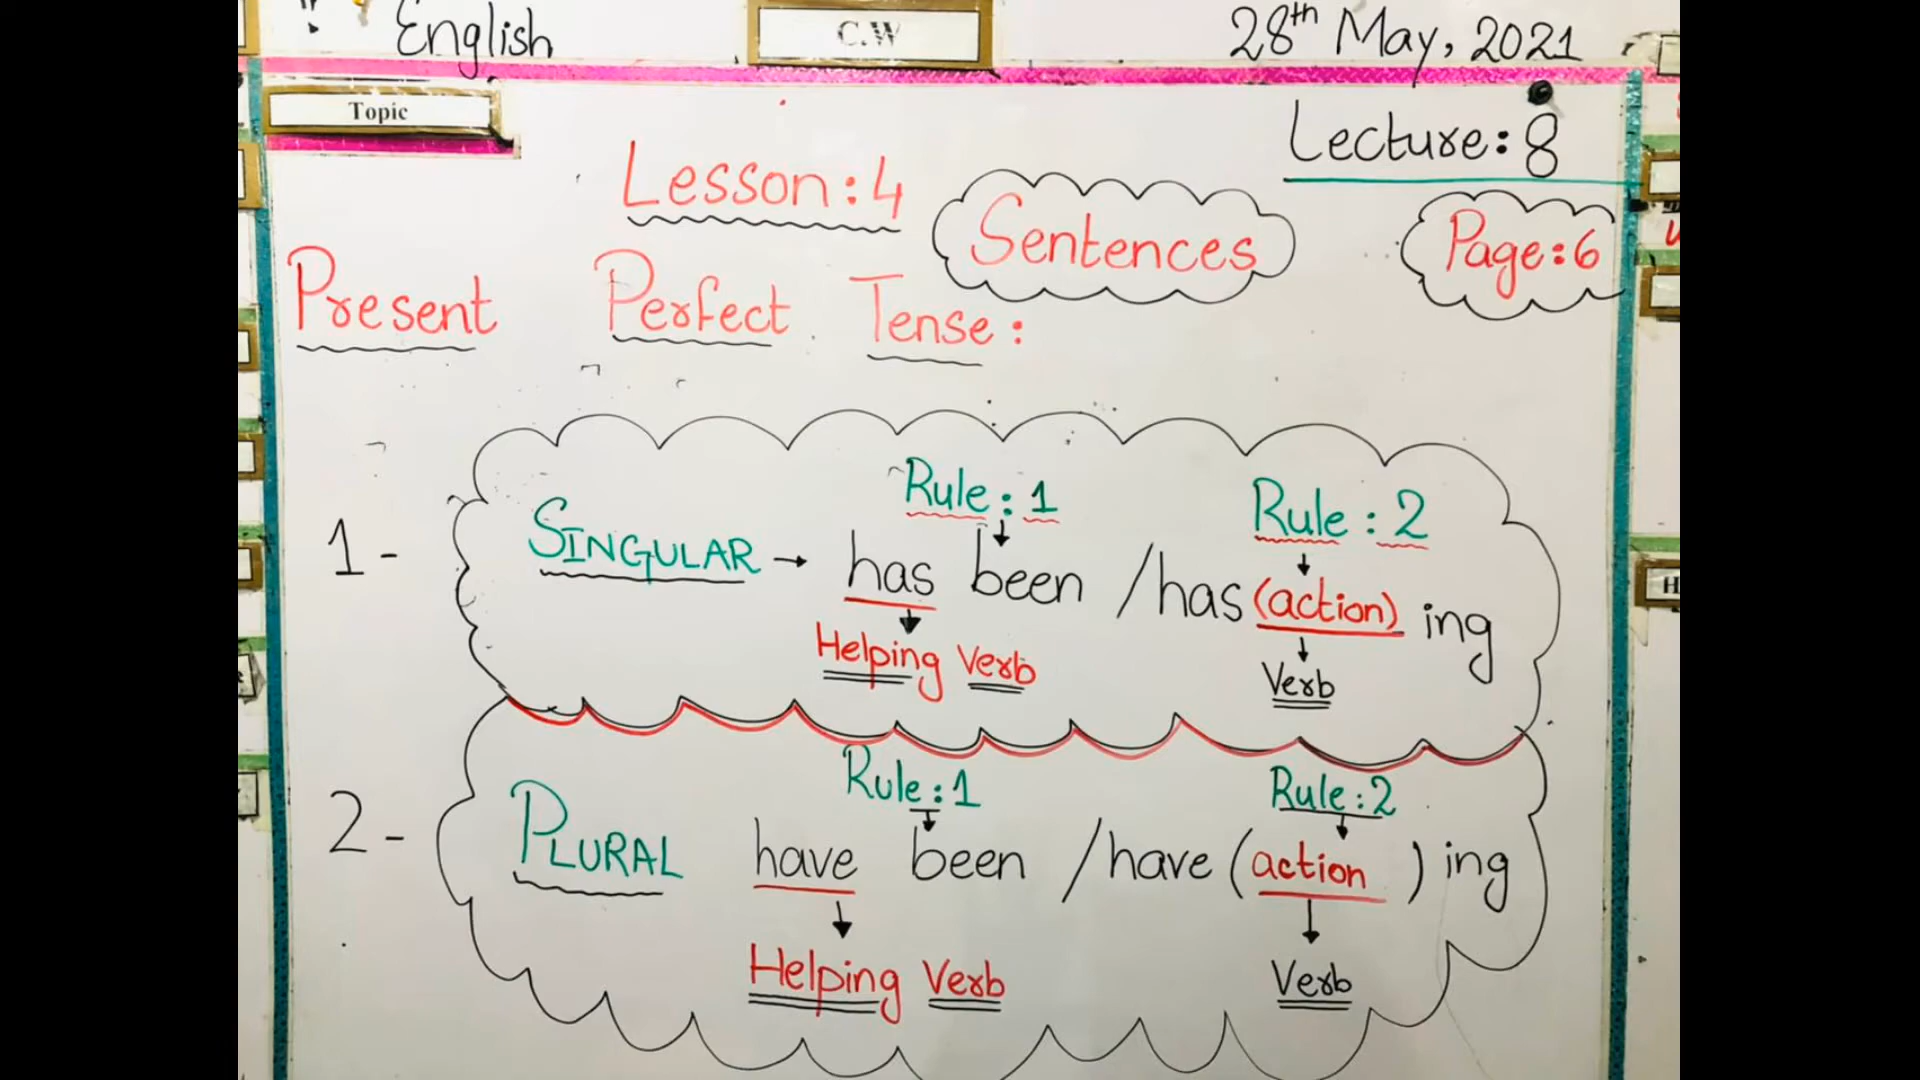 English
C.W
28th May, 2021
Topic
Lecture: 8
Lesson: 4
Sentences
Page: 6
Present Perfect Tense:
Rule: 1
Rule: 2
1- SINGULAR → has been / has (action) ing
Helping Verb
Verb
Rule: 1
Rule: 2
2- PLURAL have been / have (action) ing
Helping Verb
Verb